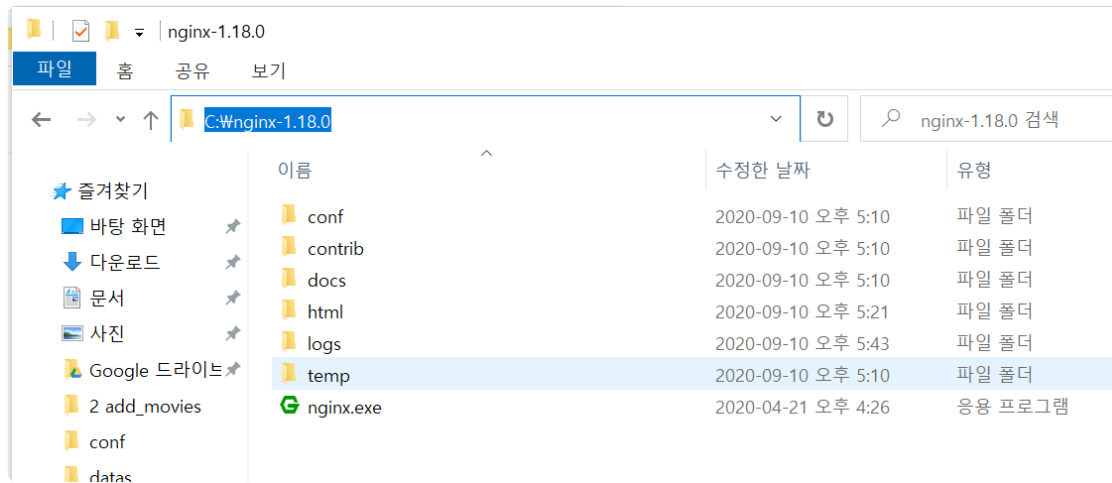 nginx-1.18.0
파일 홈 공유 보기
C:₩nginx-1.18.0
nginx-1.18.0 검색
이름 수정한 날짜 유형
즐겨찾기
바탕 화면
다운로드
문서
사진
Google 드라이브
2 add_movies
conf
datas
conf 2020-09-10 오후 5:10 파일 폴더
contrib 2020-09-10 오후 5:10 파일 폴더
docs 2020-09-10 오후 5:10 파일 폴더
html 2020-09-10 오후 5:21 파일 폴더
logs 2020-09-10 오후 5:43 파일 폴더
temp 2020-09-10 오후 5:10 파일 폴더
nginx.exe 2020-04-21 오후 4:26 응용 프로그램